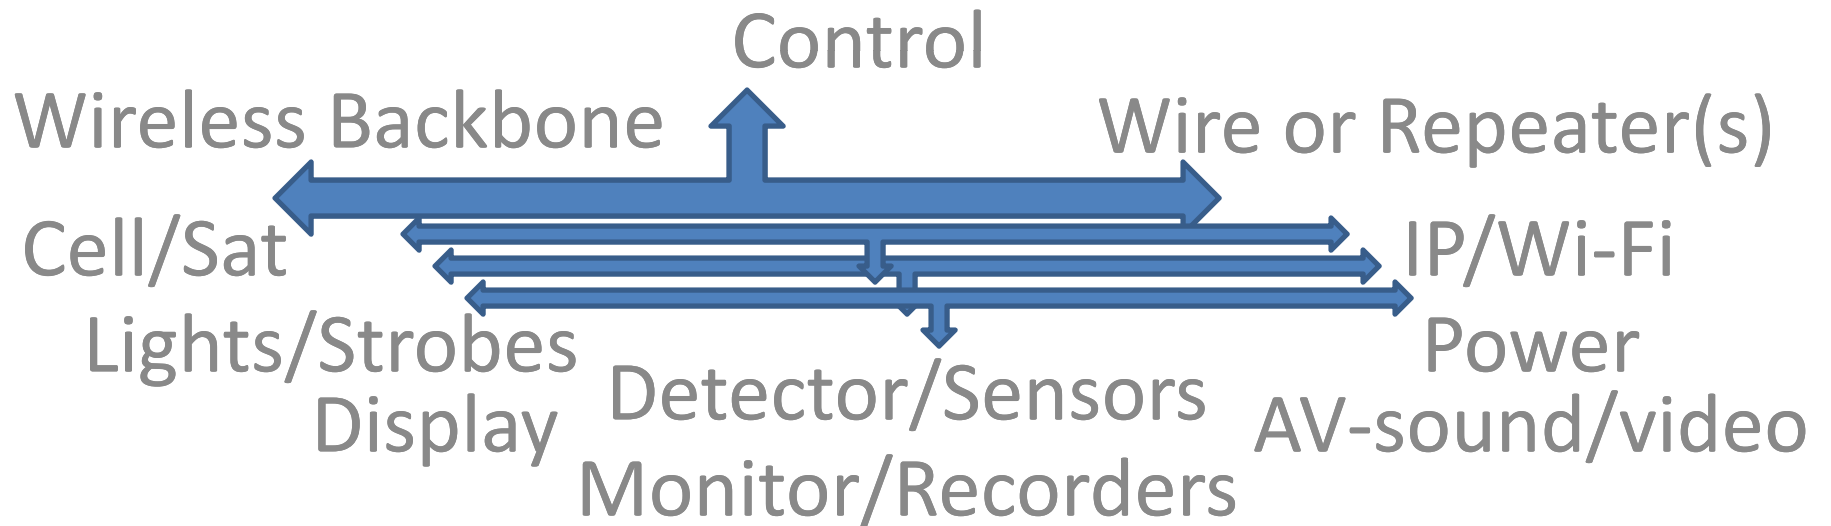 Control
Wireless Backbone
Wire or Repeater(s)
Cell/Sat
IP/Wi-Fi
Lights/Strobes
Power
Detector/Sensors
Display
AV-sound/video
Monitor/Recorders